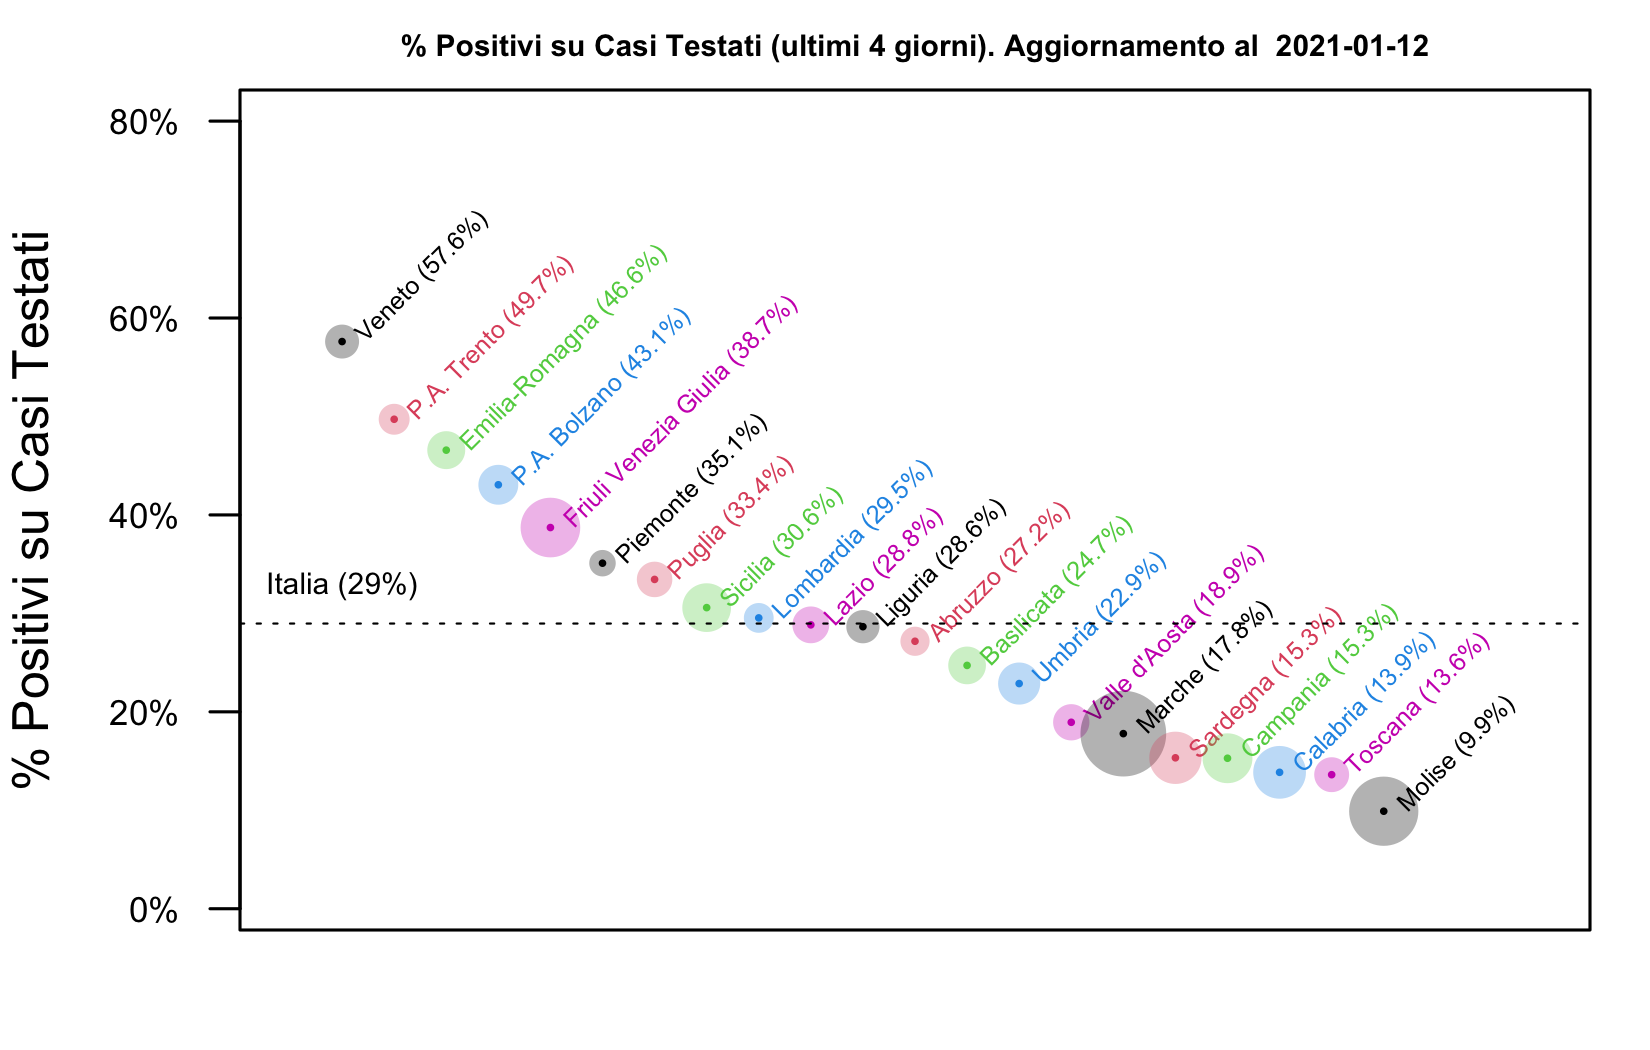 % Positivi su Casi Testati (ultimi 4 giorni). Aggiornamento al  2021-01-12
% Positivi su Casi Testati
80%
60%
40%
20%
0%
Italia (29%)
Veneto (57.6%)
P.A. Trento (49.7%)
Emilia-Romagna (46.6%)
P.A. Bolzano (43.1%)
Friuli Venezia Giulia (38.7%)
Piemonte (35.1%)
Puglia (33.4%)
Sicilia (30.6%)
Lombardia (29.5%)
Lazio (28.8%)
Liguria (28.6%)
Abruzzo (27.2%)
Basilicata (24.7%)
Umbria (22.9%)
Valle d'Aosta (18.9%)
Marche (17.8%)
Sardegna (15.3%)
Campania (15.3%)
Calabria (13.9%)
Toscana (13.6%)
Molise (9.9%)